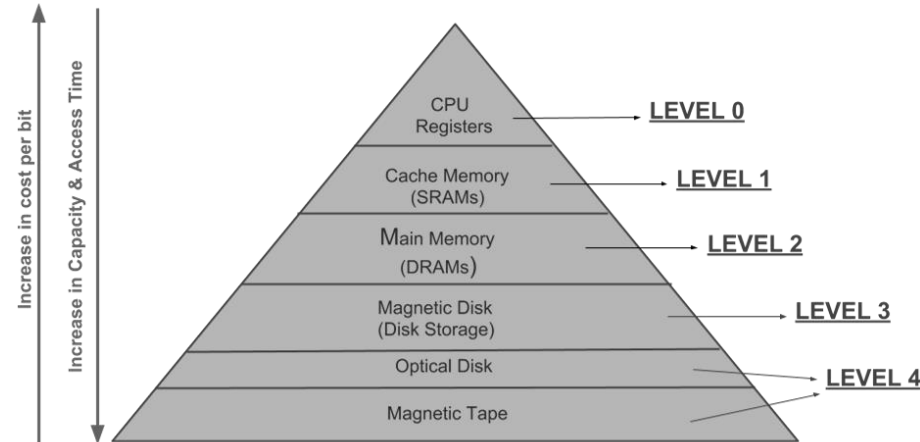 Increase in cost per bit
Increase in Capacity & Access Time
CPU
Registers
LEVEL 0
Cache Memory
(SRAMs)
LEVEL 1
Main Memory
(DRAMs)
LEVEL 2
Magnetic Disk
(Disk Storage)
LEVEL 3
Optical Disk
LEVEL 4
Magnetic Tape